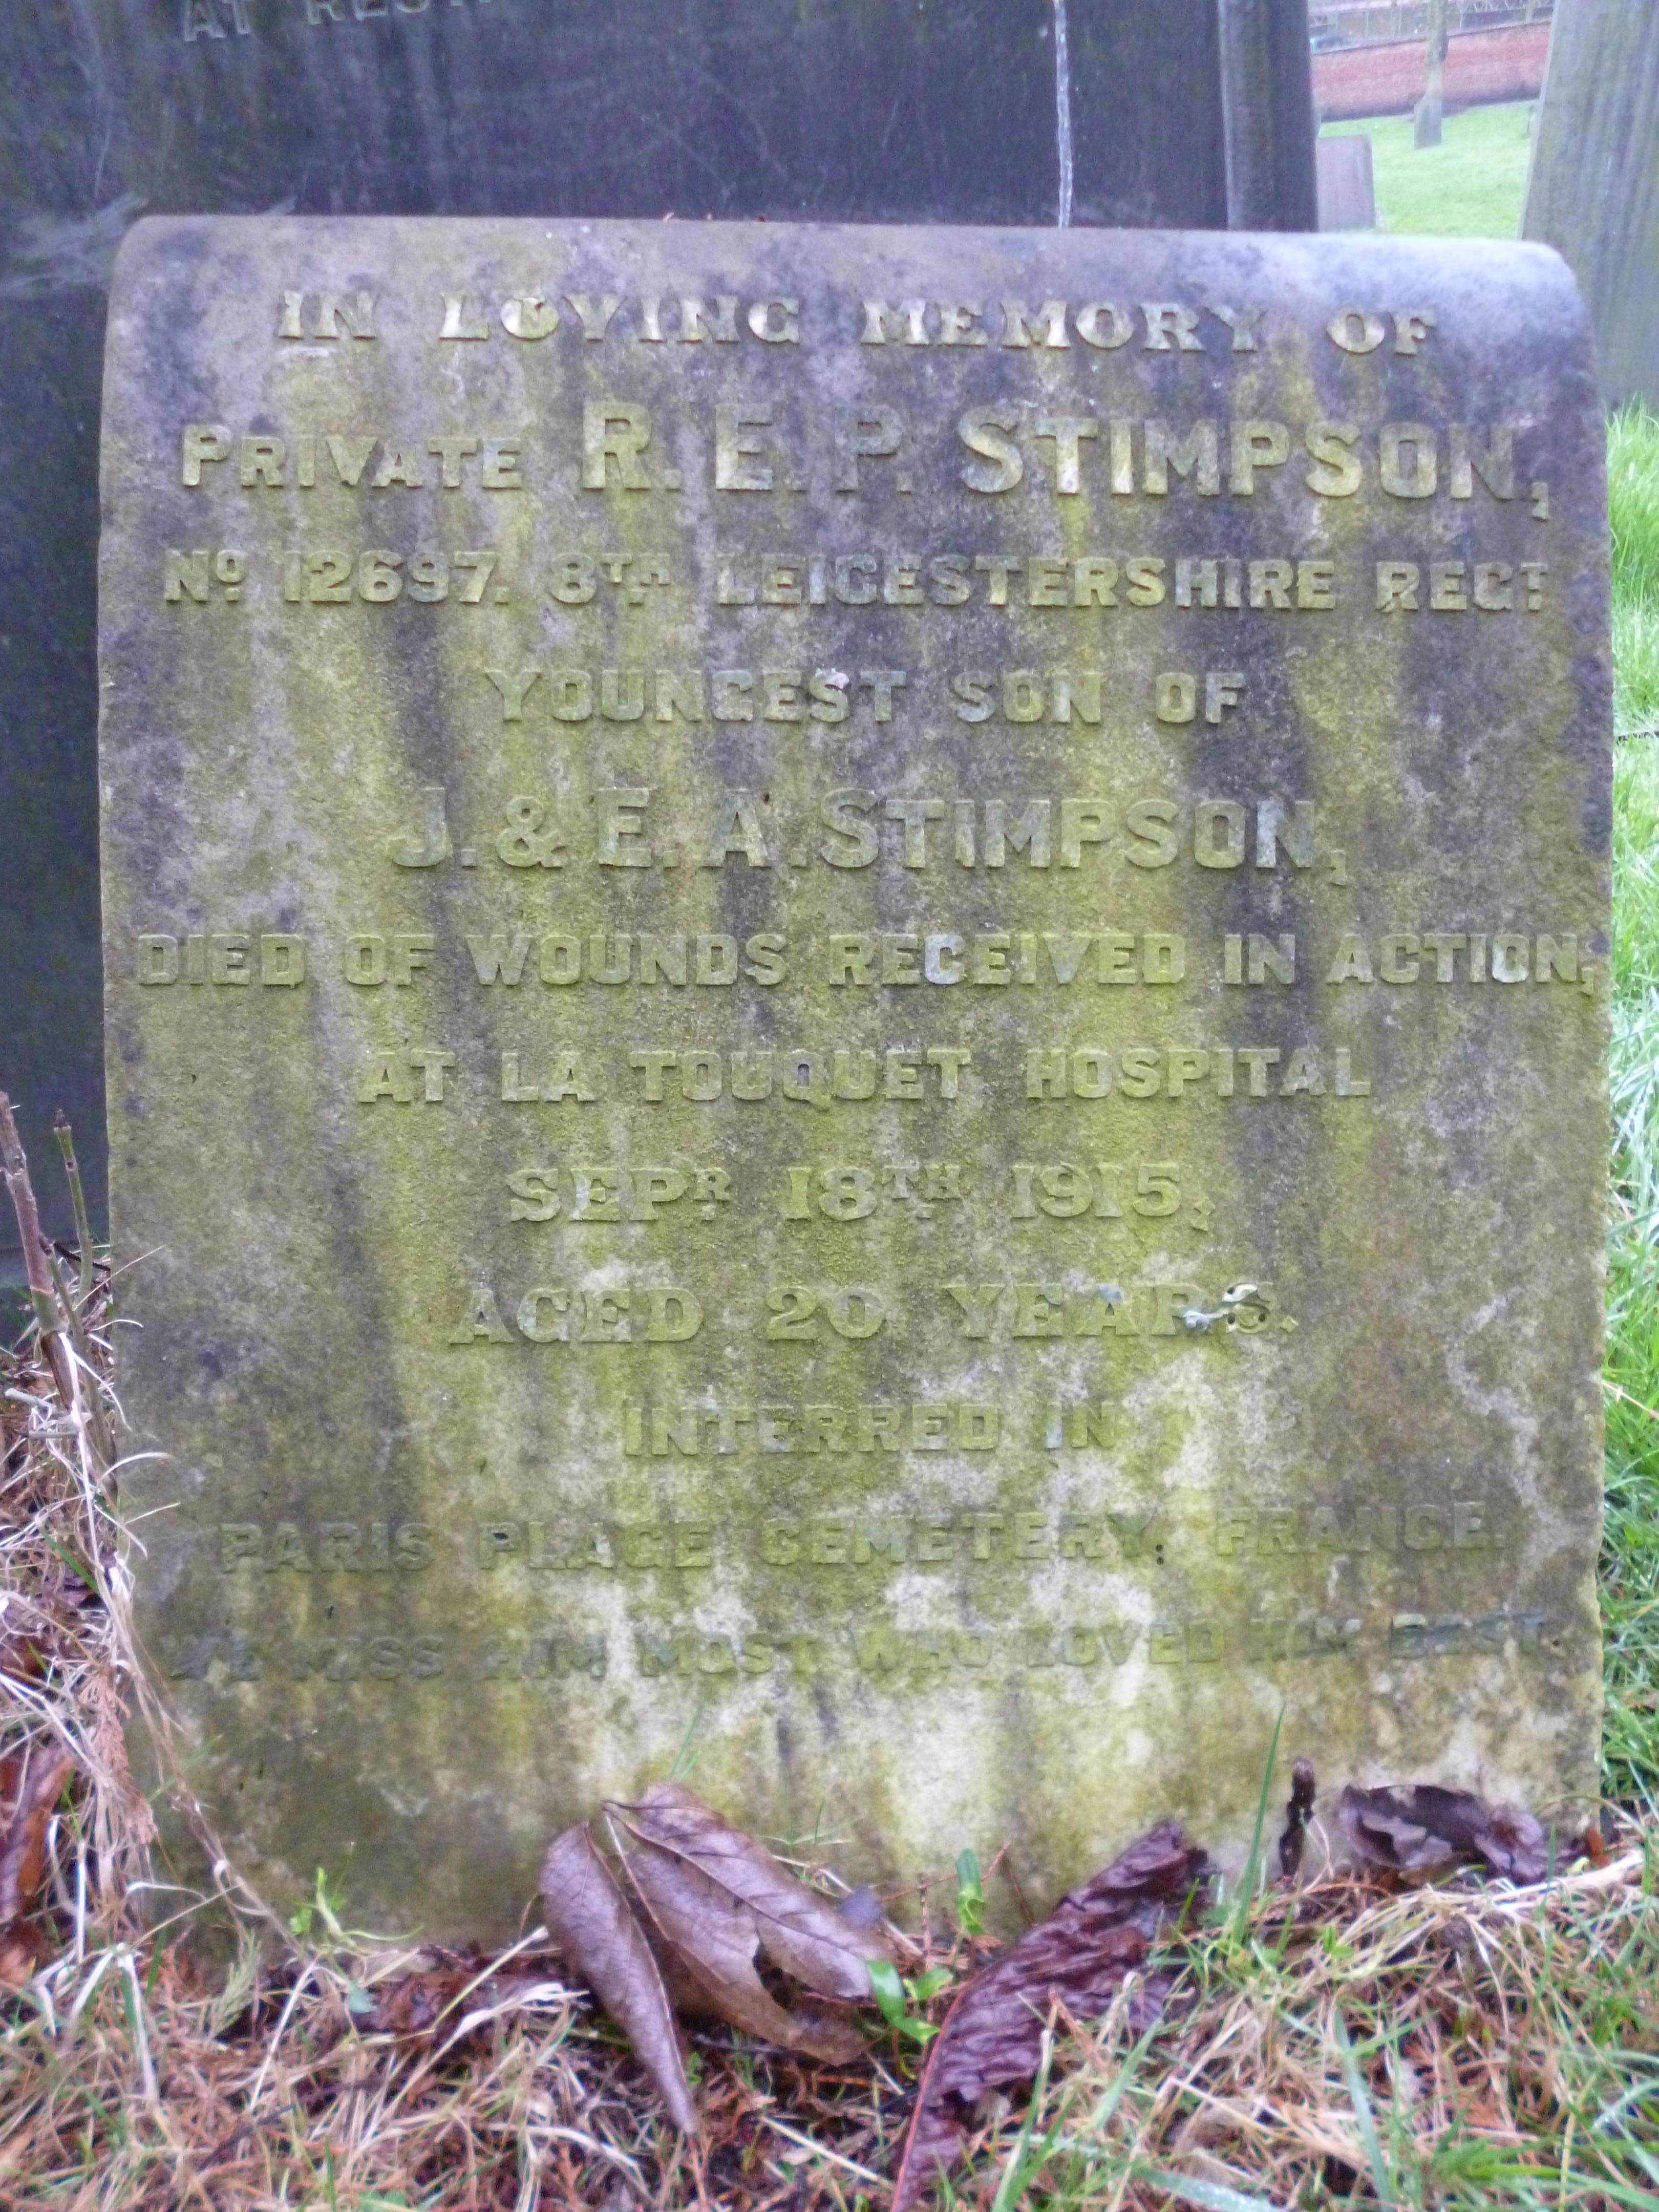 AT REST
IN LOVING MEMORY OF
PRIVATE R. E. P. STIMPSON,
No 12697. 8TH LEICESTERSHIRE REGT
YOUNGEST SON OF
J. & E. A. STIMPSON,
DIED OF WOUNDS RECEIVED IN ACTION,
AT LA TOUQUET HOSPITAL
SEPR 18TH 1915,
AGED 20 YEARS.
INTERRED IN
PARIS PLAGE CEMETERY, FRANCE.
WE MISS HIM MOST WHO LOVED HIM BEST.